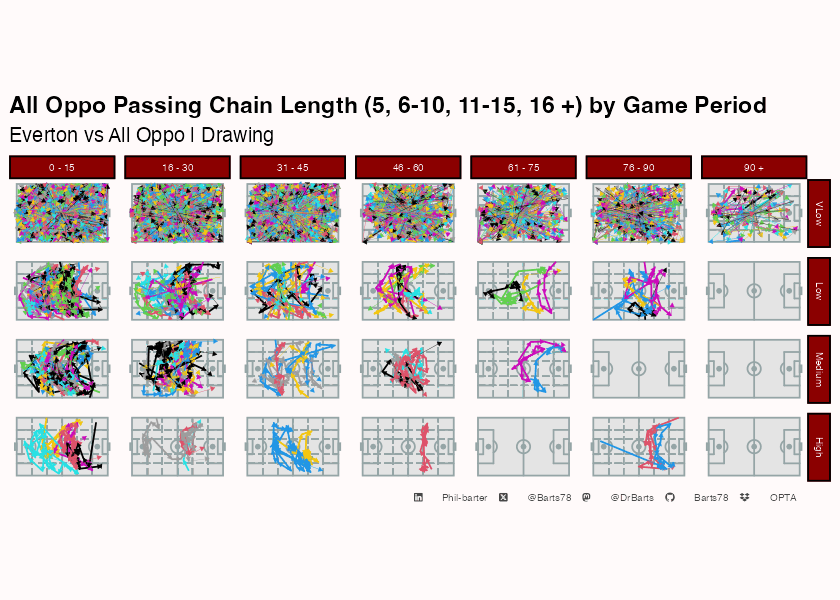 All Oppo Passing Chain Length (5, 6-10, 11-15, 16 +) by Game Period
Everton vs All Oppo | Drawing
0 - 15 16 - 30 31 - 45 46 - 60 61 - 75 76 - 90 90 +
VLow
Low
Medium
High
Phil-barter @Barts78 @DrBarts Barts78 OPTA